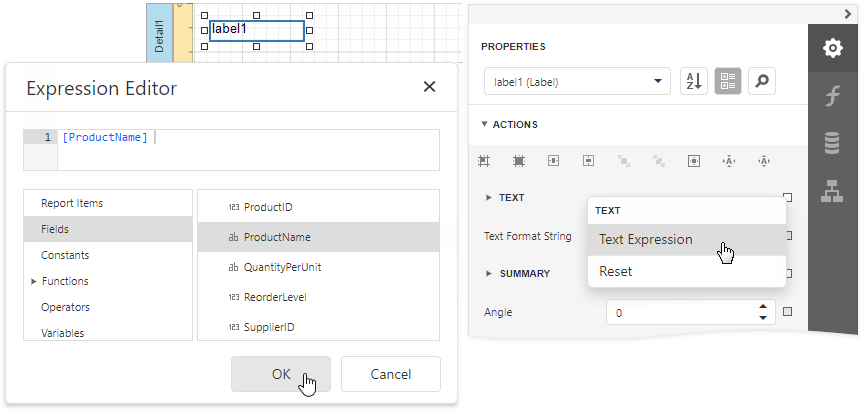 Detail1
label1
Expression Editor
1 [ProductName]
Report Items
Fields
Constants
Functions
Operators
Variables
123 ProductID
ab ProductName
ab QuantityPerUnit
123 ReorderLevel
123 SupplierID
OK
Cancel
PROPERTIES
label1 (Label)
A
Z
ACTIONS
TEXT
Text Format String
SUMMARY
Angle
0
TEXT
Text Expression
Reset